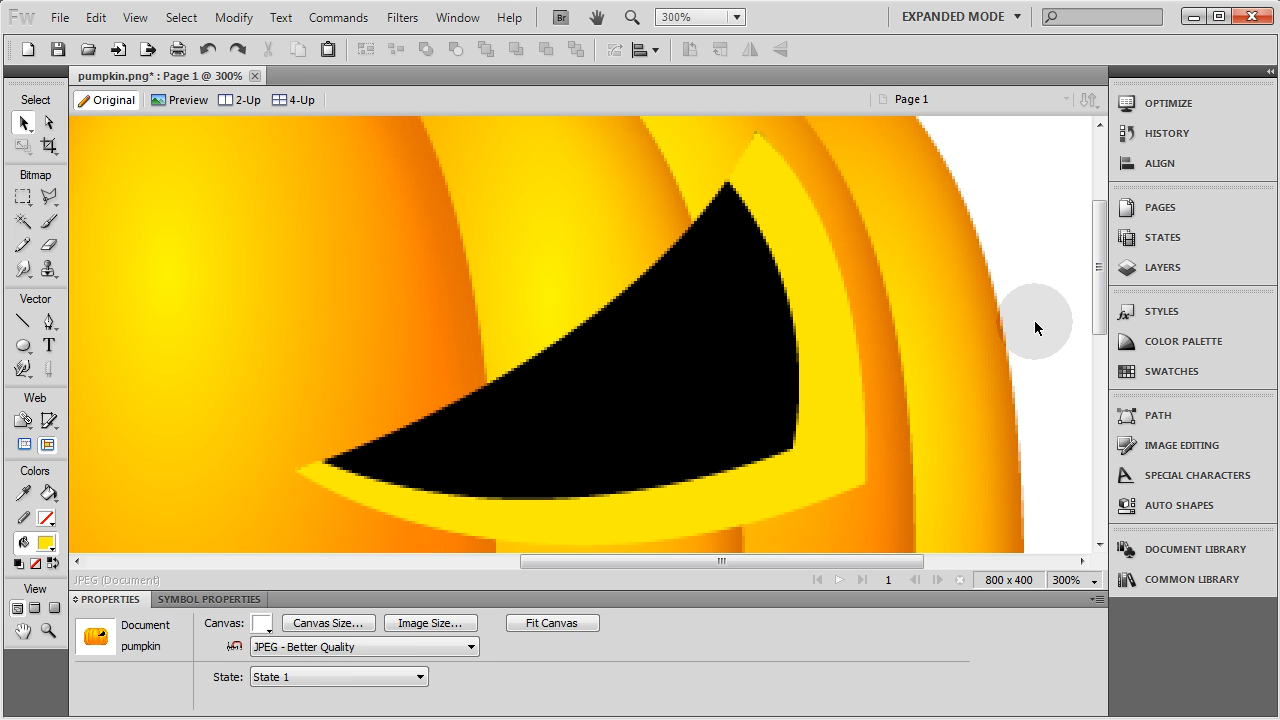 Fw File Edit View Select Modify Text Commands Filters Window Help Br 300% EXPANDED MODE
pumpkin.png* : Page 1 @ 300%
Original Preview 2-Up 4-Up Page 1
Select
Bitmap
Vector
T
Web
Colors
View
OPTIMIZE
HISTORY
ALIGN
PAGES
STATES
LAYERS
STYLES
COLOR PALETTE
SWATCHES
PATH
IMAGE EDITING
SPECIAL CHARACTERS
AUTO SHAPES
DOCUMENT LIBRARY
COMMON LIBRARY
JPEG (Document) 1 800 x 400 300%
PROPERTIES SYMBOL PROPERTIES
Document Canvas: Canvas Size... Image Size... Fit Canvas
pumpkin JPEG - Better Quality
State: State 1